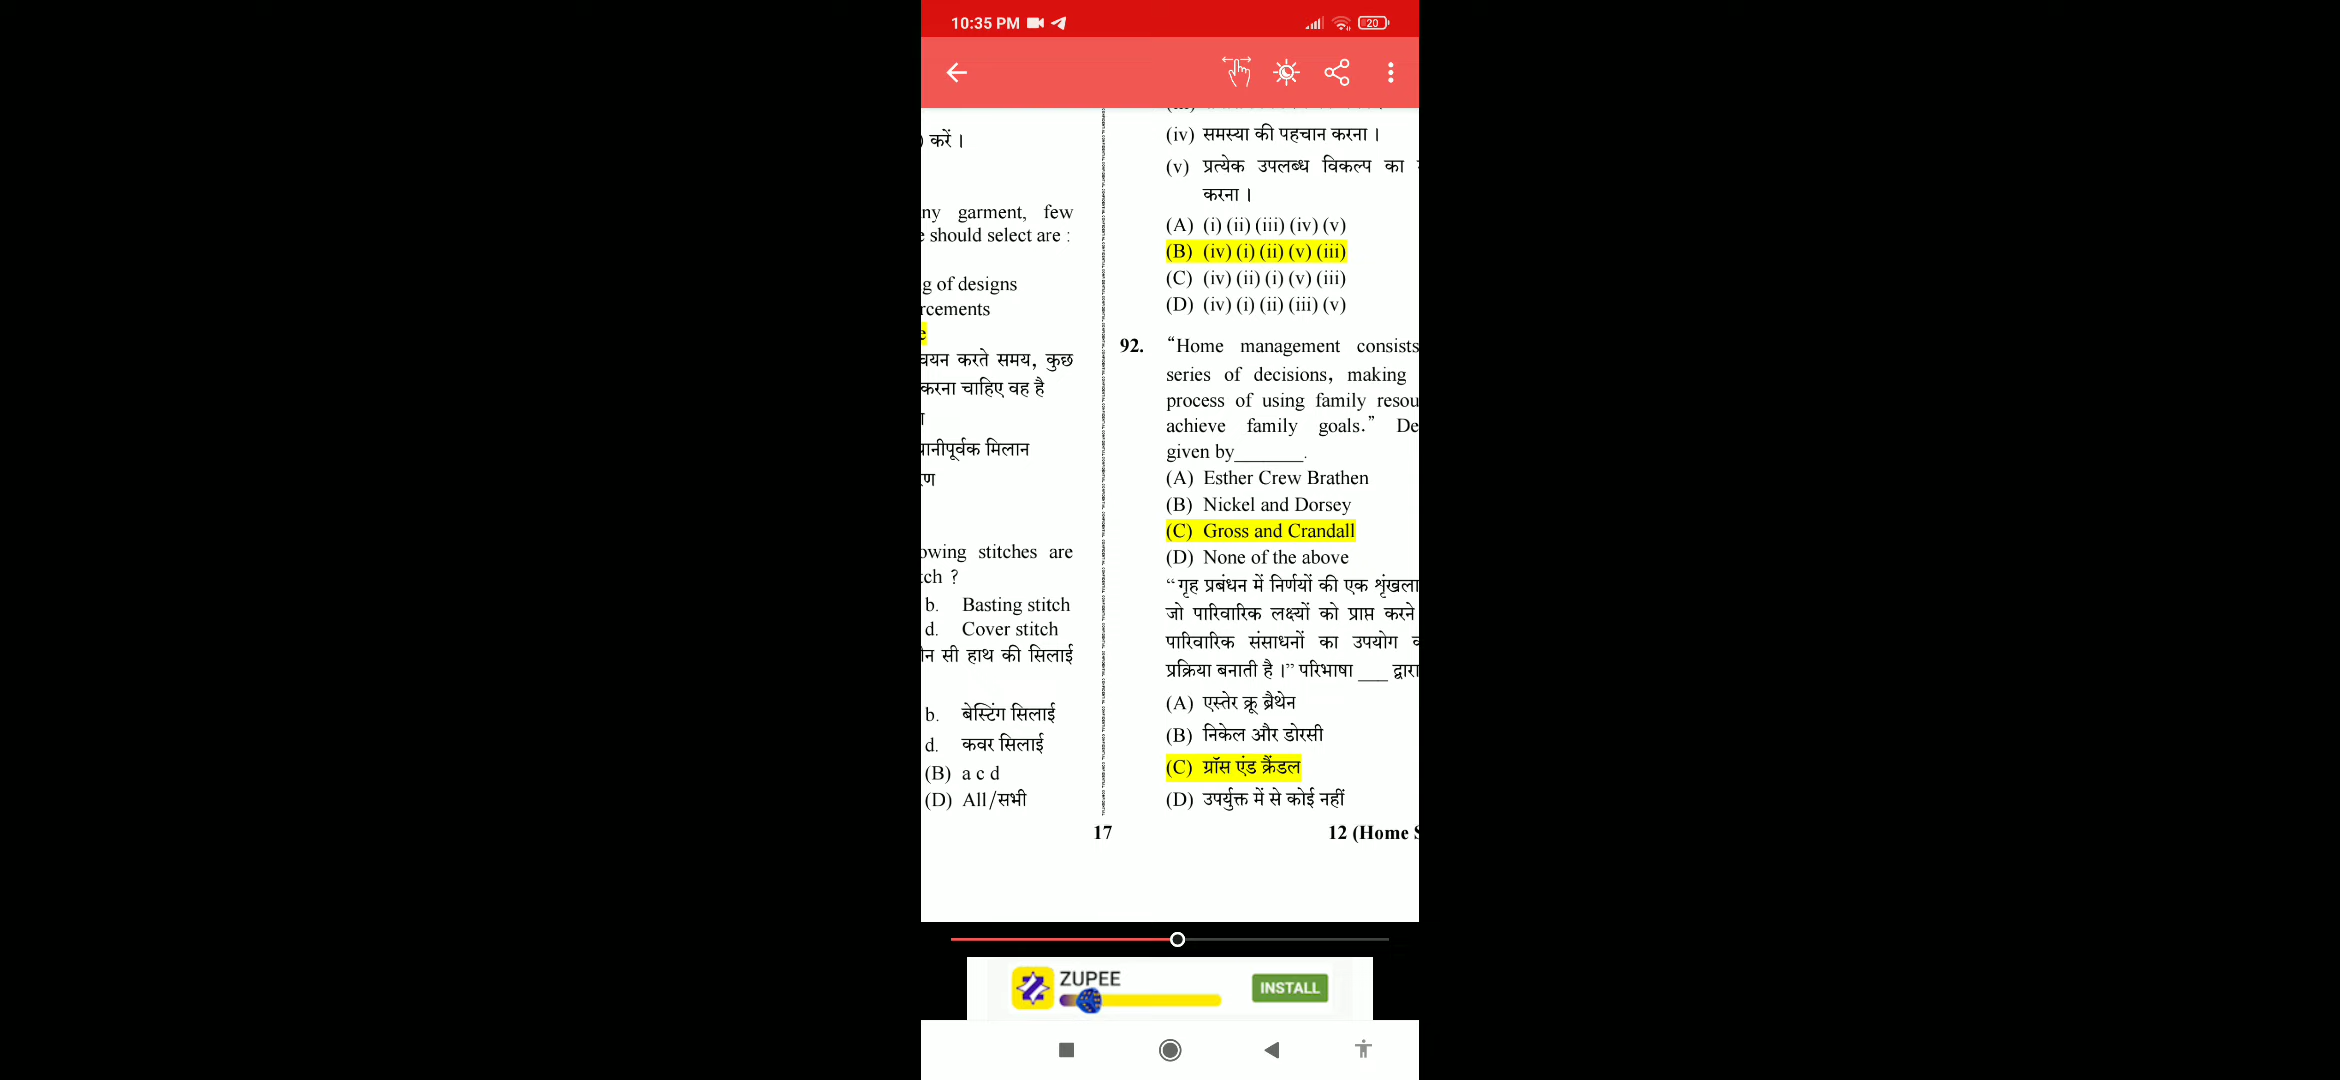 10:35 PM
20
करें ।
ny garment, few
should select are :
g of designs
rcements
चयन करते समय, कुछ
करना चाहिए वह है
मिलान
owing stitches are
tch ?
b. Basting stitch
d. Cover stitch
सी हाथ की सिलाई
b. बेस्टिंग सिलाई
d. कवर सिलाई
(B) a c d
(D) All/सभी
(iv) समस्या की पहचान करना ।
(v) प्रत्येक उपलब्ध विकल्प का
करना ।
(A) (i) (ii) (iii) (iv) (v)
(B) (iv) (i) (ii) (v) (iii)
(C) (iv) (ii) (i) (v) (iii)
(D) (iv) (i) (ii) (iii) (v)
92. “Home management consists
series of decisions, making
process of using family resou
achieve family goals.” De
given by_______.
(A) Esther Crew Brathen
(B) Nickel and Dorsey
(C) Gross and Crandall
(D) None of the above
“गृह प्रबंधन में निर्णयों की एक शृंखला
जो पारिवारिक लक्ष्यों को प्राप्त करने
पारिवारिक संसाधनों का उपयोग
प्रक्रिया बनाती है ।” परिभाषा ___ द्वारा
(A) एस्तेर क्रू ब्रैथेन
(B) निकेल और डोरसी
(C) ग्रॉस एंड क्रैंडल
(D) उपर्युक्त में से कोई नहीं
17
12 (Home S
ZUPEE
INSTALL